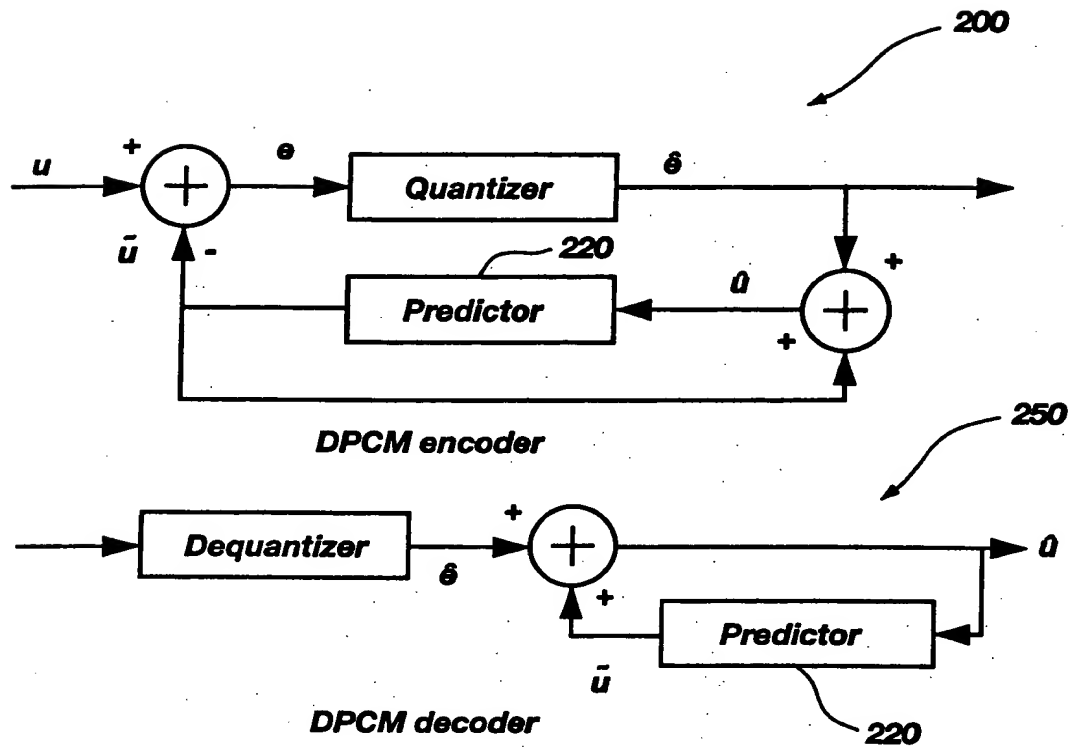 200
+ e ê
u + Quantizer
ũ - 220 û +
Predictor +
+
DPCM encoder
250
+
Dequantizer + û
ê +
Predictor
ũ
220
DPCM decoder